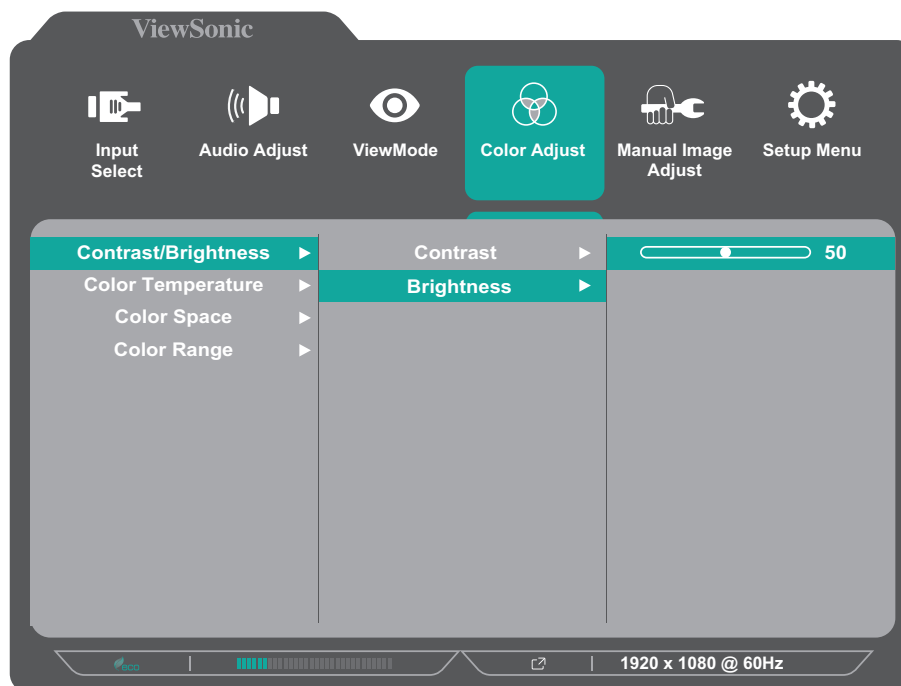 ViewSonic
Input
Select
Audio Adjust
ViewMode
Color Adjust
Manual Image
Adjust
Setup Menu
Contrast/Brightness
Color Temperature
Color Space
Color Range
Contrast
Brightness
50
eco
1920 x 1080 @ 60Hz